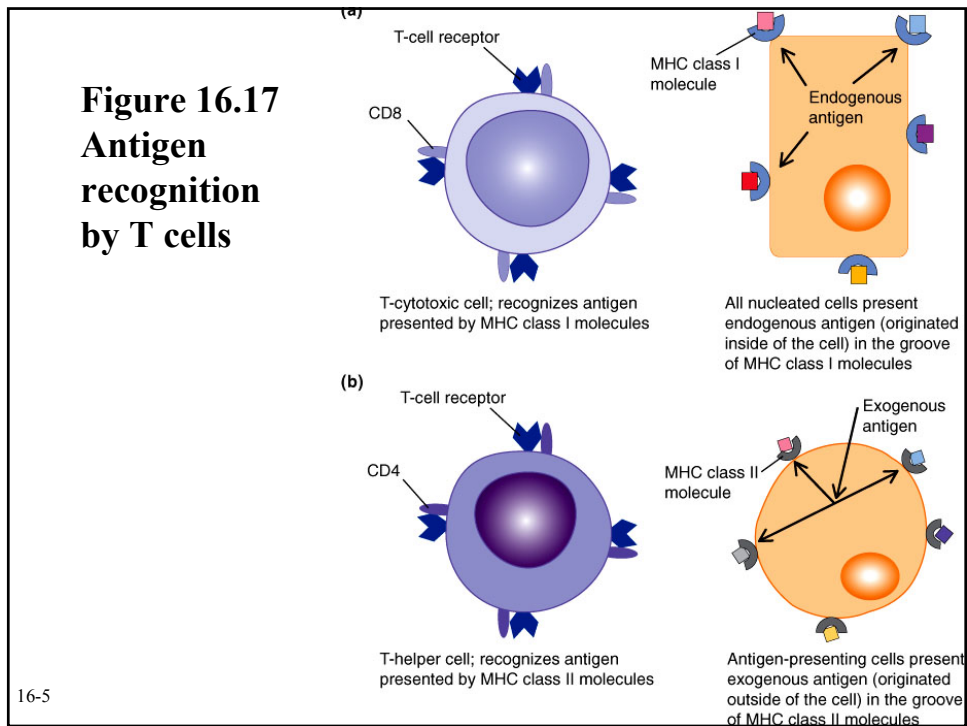 Figure 16.17
Antigen
recognition
by T cells
(a)
T-cell receptor
CD8
T-cytotoxic cell; recognizes antigen
presented by MHC class I molecules
MHC class I
molecule
Endogenous
antigen
All nucleated cells present
endogenous antigen (originated
inside of the cell) in the groove
of MHC class I molecules
(b)
T-cell receptor
CD4
T-helper cell; recognizes antigen
presented by MHC class II molecules
Exogenous
antigen
MHC class II
molecule
Antigen-presenting cells present
exogenous antigen (originated
outside of the cell) in the groove
of MHC class II molecules
16-5